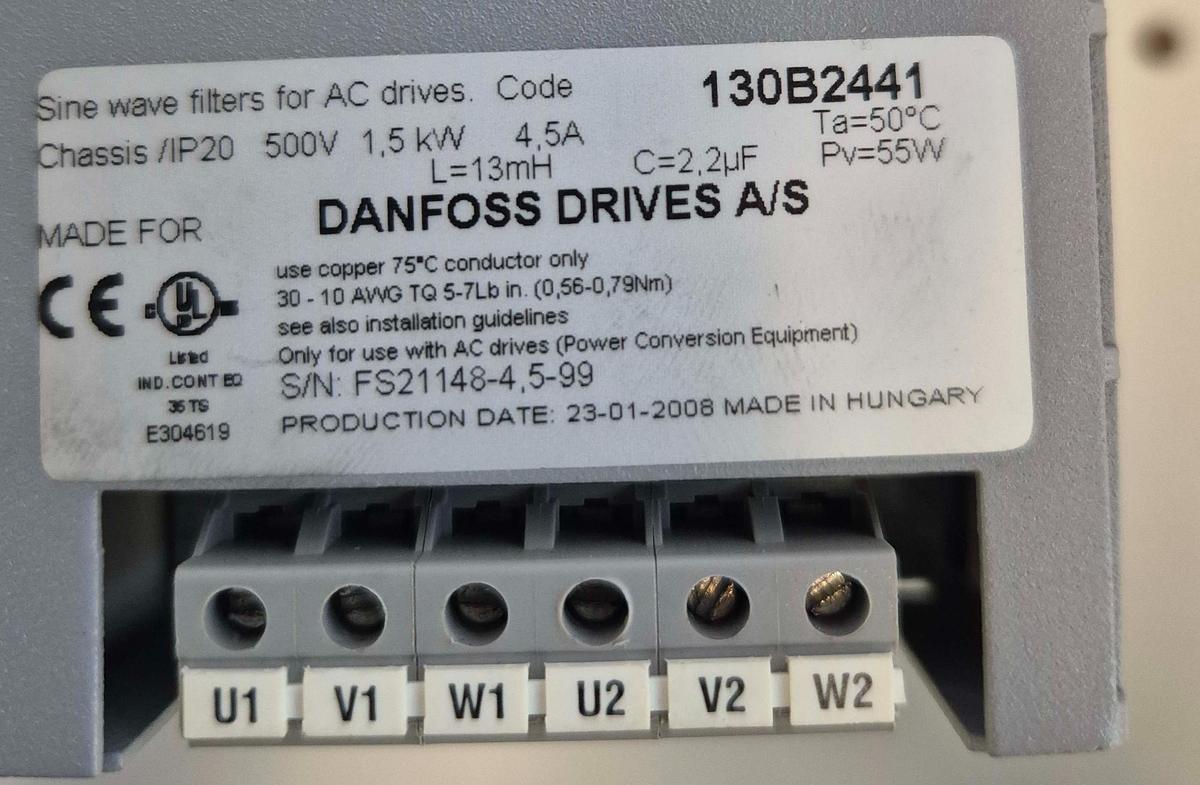 Sine wave filters for AC drives. Code 130B2441
Chassis /IP20 500V 1,5 kW 4,5A Ta=50°C
L=13mH C=2,2µF Pv=55W
MADE FOR DANFOSS DRIVES A/S
use copper 75°C conductor only
30 - 10 AWG TQ 5-7Lb in. (0,56-0,79Nm)
see also installation guidelines
Only for use with AC drives (Power Conversion Equipment)
S/N: FS21148-4,5-99
PRODUCTION DATE: 23-01-2008 MADE IN HUNGARY
CE UL
Listed
IND.CONT EQ
36 TS
E304619
U1 V1 W1 U2 V2 W2